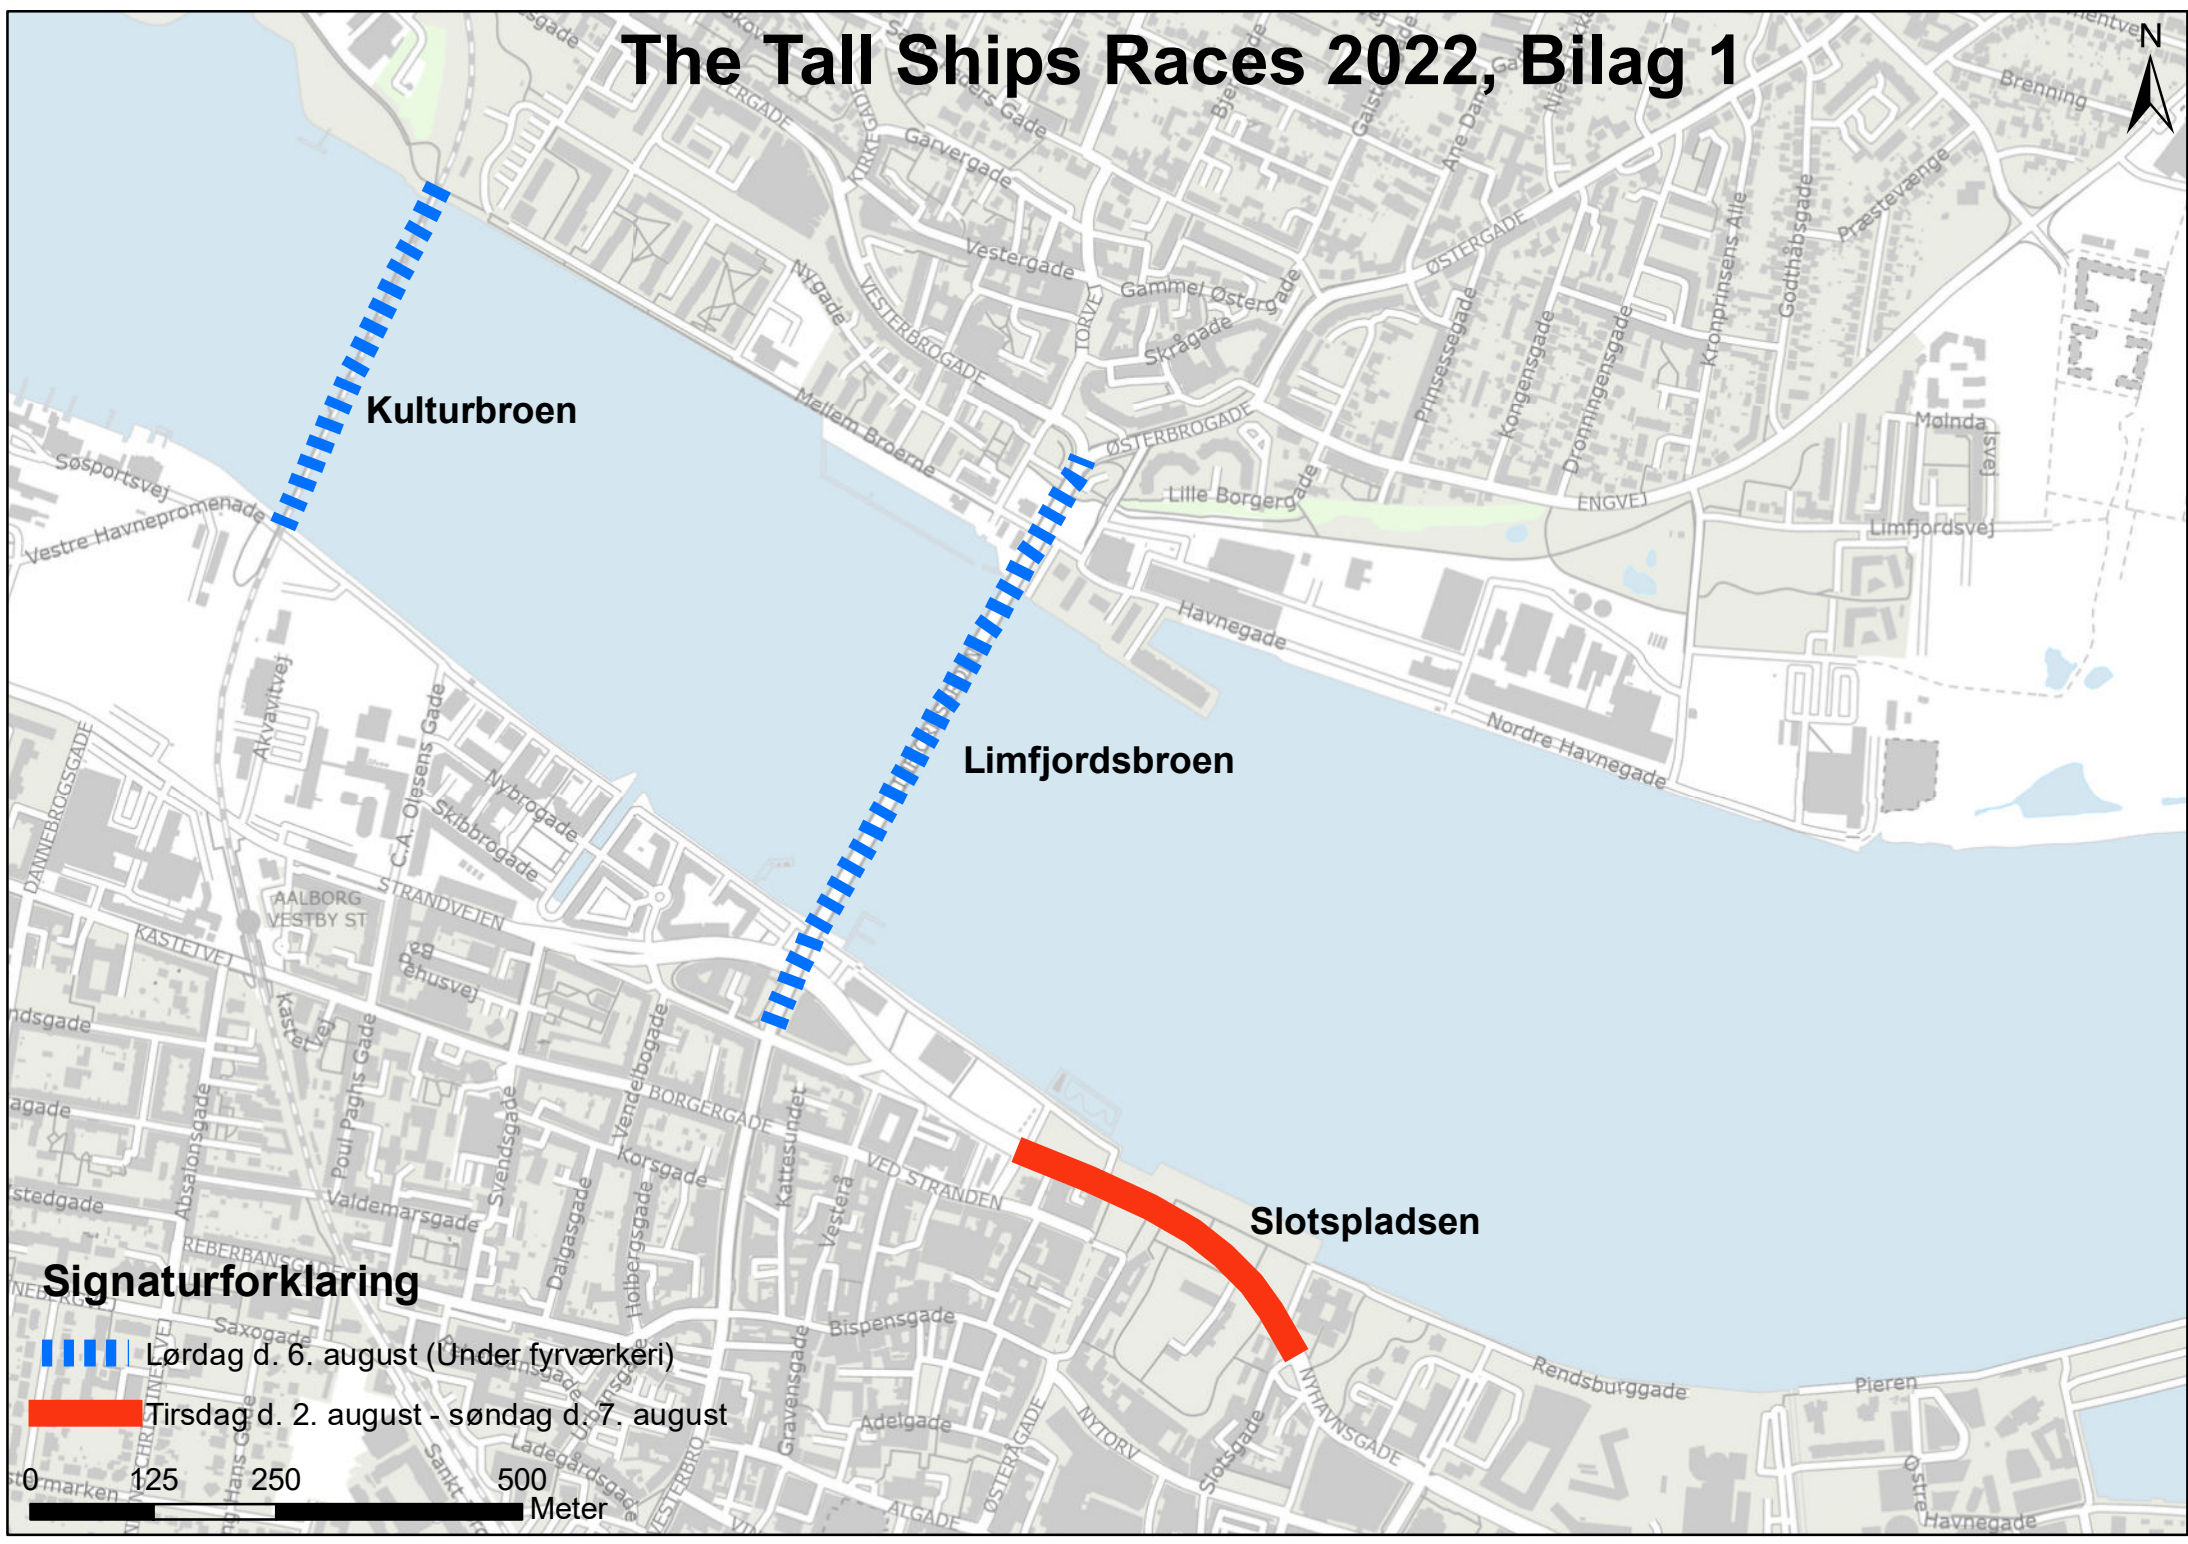 The Tall Ships Races 2022, Bilag 1
N
Brenning
Præstevænge
Godthåbsgade
Kronprinsens Alle
ØSTERGADE
Garvergade
Vestergade
Gammel Østergade
Skrågade
TORVET
Nygade
VESTERBROGADE
Mellem Broerne
ØSTERBROGADE
Prinsessegade
Kongensgade
Dronningensgade
Lille Borgergade
ENGVEJ
Mølndalsvej
Limfjordsvej
Kulturbroen
Søsportsvej
Vestre Havnepromenade
Havnegade
Nordre Havnegade
Akvavitvej
C.A. Olesens Gade
Nybrogade
Skibbrogade
Limfjordsbroen
DANNEBROGSGADE
AALBORG
VESTBY ST
STRANDVEJEN
KASTETVEJ
Kastetvej
Poul Paghs Gade
Absalonsgade
Svendsgade
Vendelbogade
BORGERGADE
Korsgade
Kattesundet
VED STRANDEN
Vesterå
Valdemarsgade
Dalgasgade
Holbergsgade
REBERBANSGADE
Slotspladsen
Signaturforklaring
Saxogade
Bispensgade
Lørdag d. 6. august (Under fyrværkeri)
Tirsdag d. 2. august - søndag d. 7. august
Gravensgade
Adelgade
ØSTERÅGADE
NYTORV
Slotsgade
NYHAVNSGADE
Rendsburggade
Pieren
Østre
Havnegade
Ladegårdsgade
VESTERBRO
ALGADE
0 125 250 500
Meter